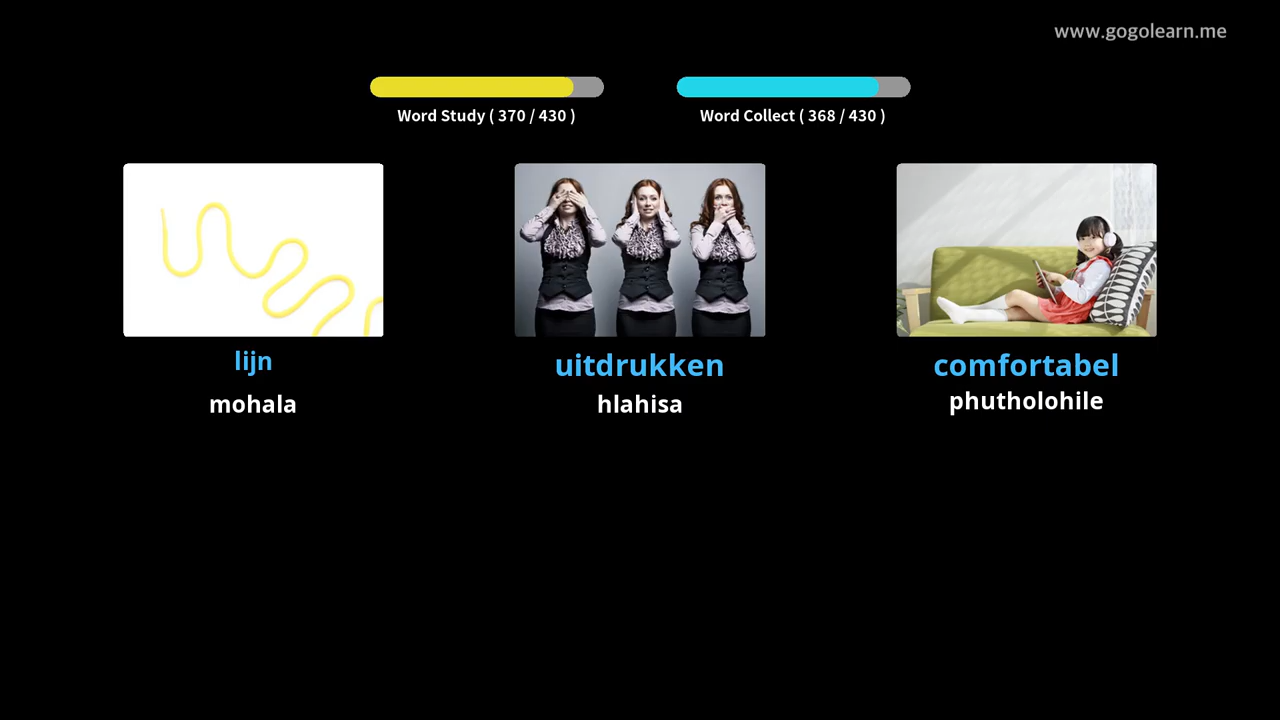 www.gogolearn.me
Word Study ( 370 / 430 )
Word Collect ( 368 / 430 )
lijn
mohala
uitdrukken
hlahisa
comfortabel
phutholohile